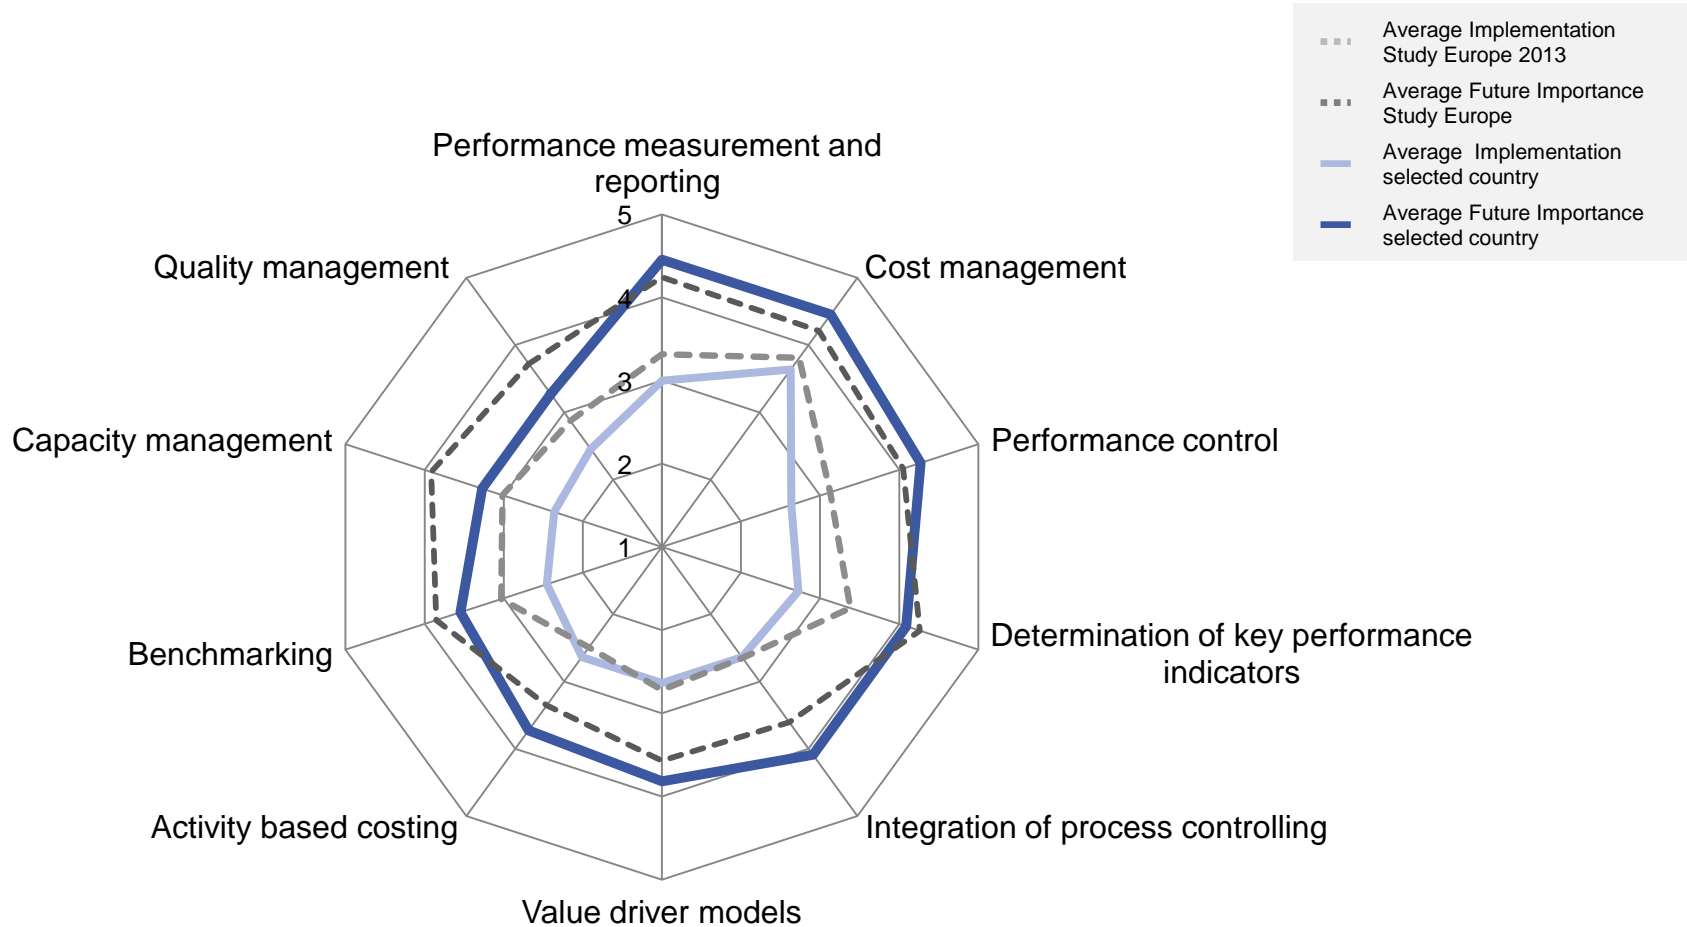 Average Implementation
Study Europe 2013
Average Future Importance
Study Europe
Average  Implementation
selected country
Average Future Importance
selected country
Performance measurement and
reporting
5
Quality management
Cost management
4
3
Capacity management
Performance control
2
1
Benchmarking
Determination of key performance
indicators
Activity based costing
Integration of process controlling
Value driver models